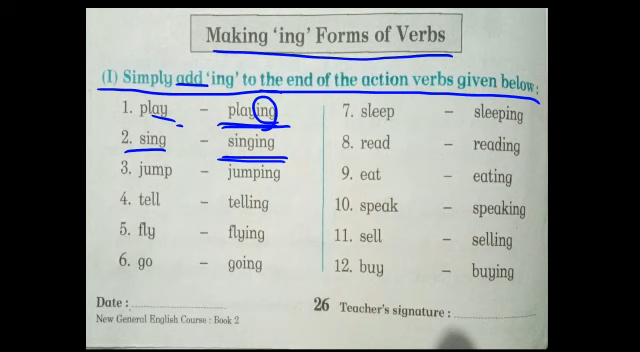 Making 'ing' Forms of Verbs
(I) Simply add 'ing' to the end of the action verbs given below:
1. play – playing
2. sing – singing
3. jump – jumping
4. tell – telling
5. fly – flying
6. go – going
7. sleep – sleeping
8. read – reading
9. eat – eating
10. speak – speaking
11. sell – selling
12. buy – buying
Date :
26 Teacher's signature :
New General English Course : Book 2